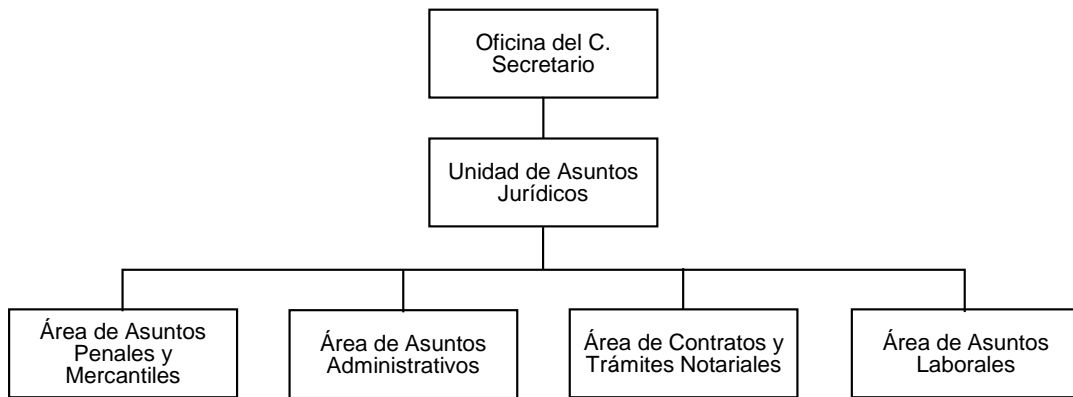 Oficina del C.
Secretario
Unidad de Asuntos
Jurídicos
Área de Asuntos
Penales y
Mercantiles
Área de Asuntos
Administrativos
Área de Contratos y
Trámites Notariales
Área de Asuntos
Laborales